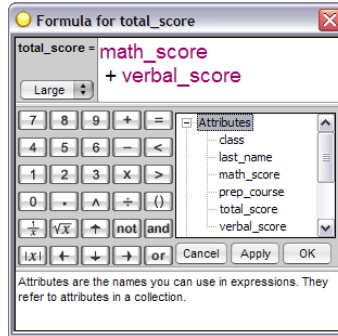 Formula for total_score
total_score = math_score
+ verbal_score
Large
7 8 9 + =
4 5 6 − <
1 2 3 x >
0 . ^ ÷ ()
1/x √x ↑ not and
|x| ← ↓ → or
Attributes
class
last_name
math_score
prep_course
total_score
verbal_score
Cancel Apply OK
Attributes are the names you can use in expressions. They
refer to attributes in a collection.